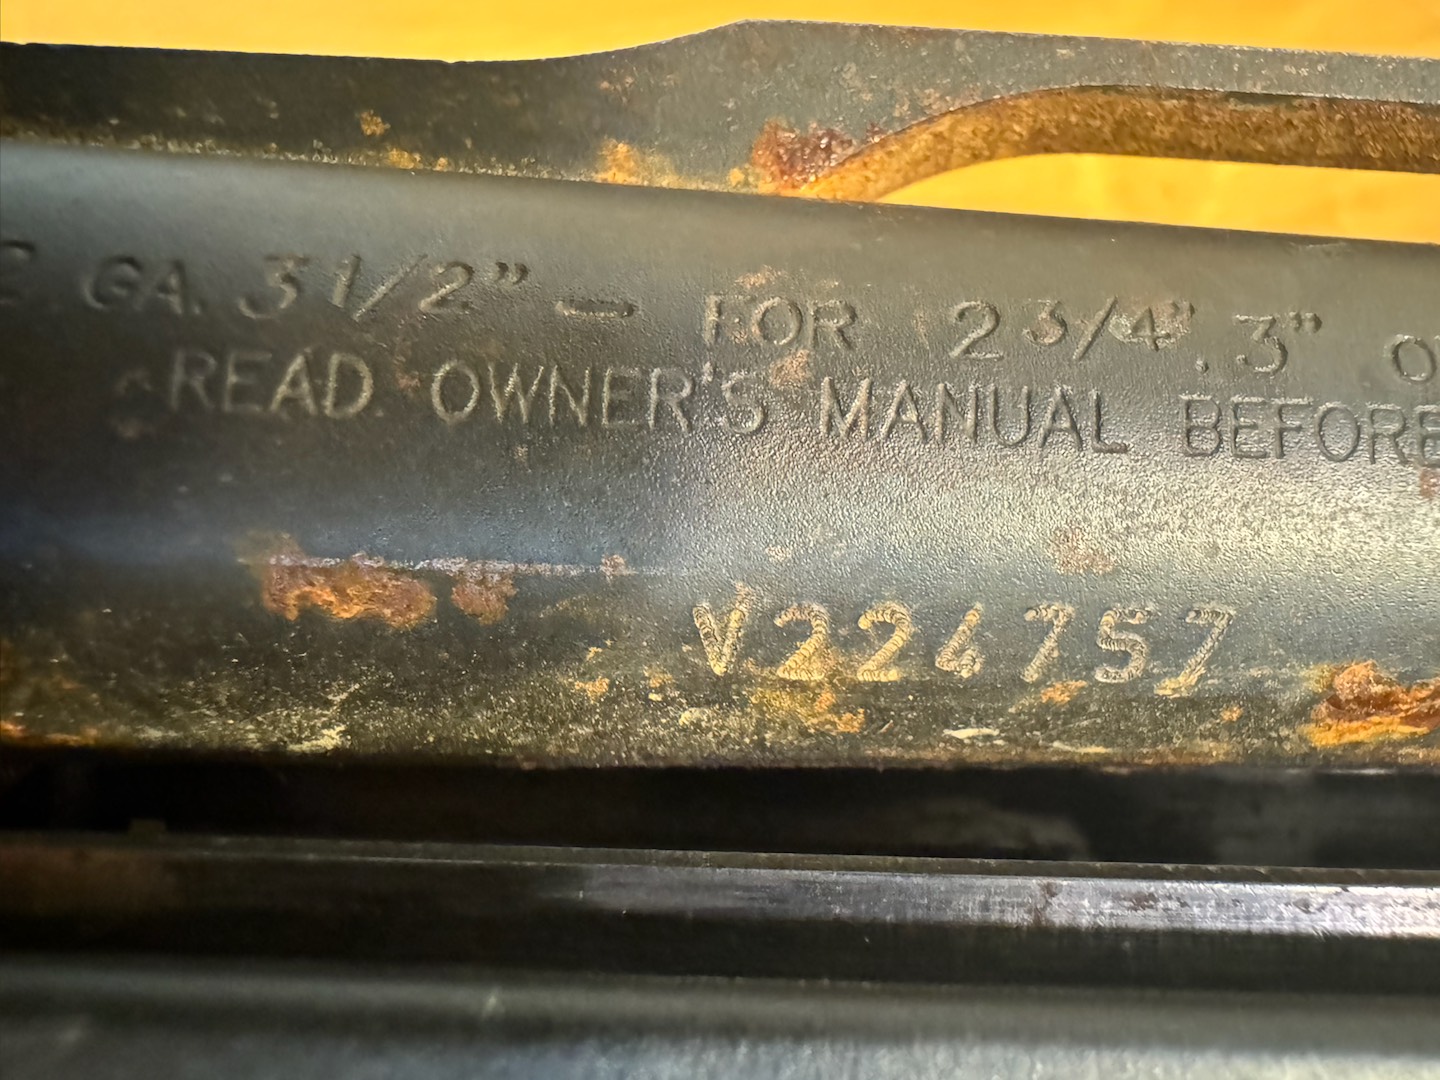 GA. 3 1/2" — FOR 2 3/4". 3"
READ OWNER'S MANUAL BEFORE
V224757